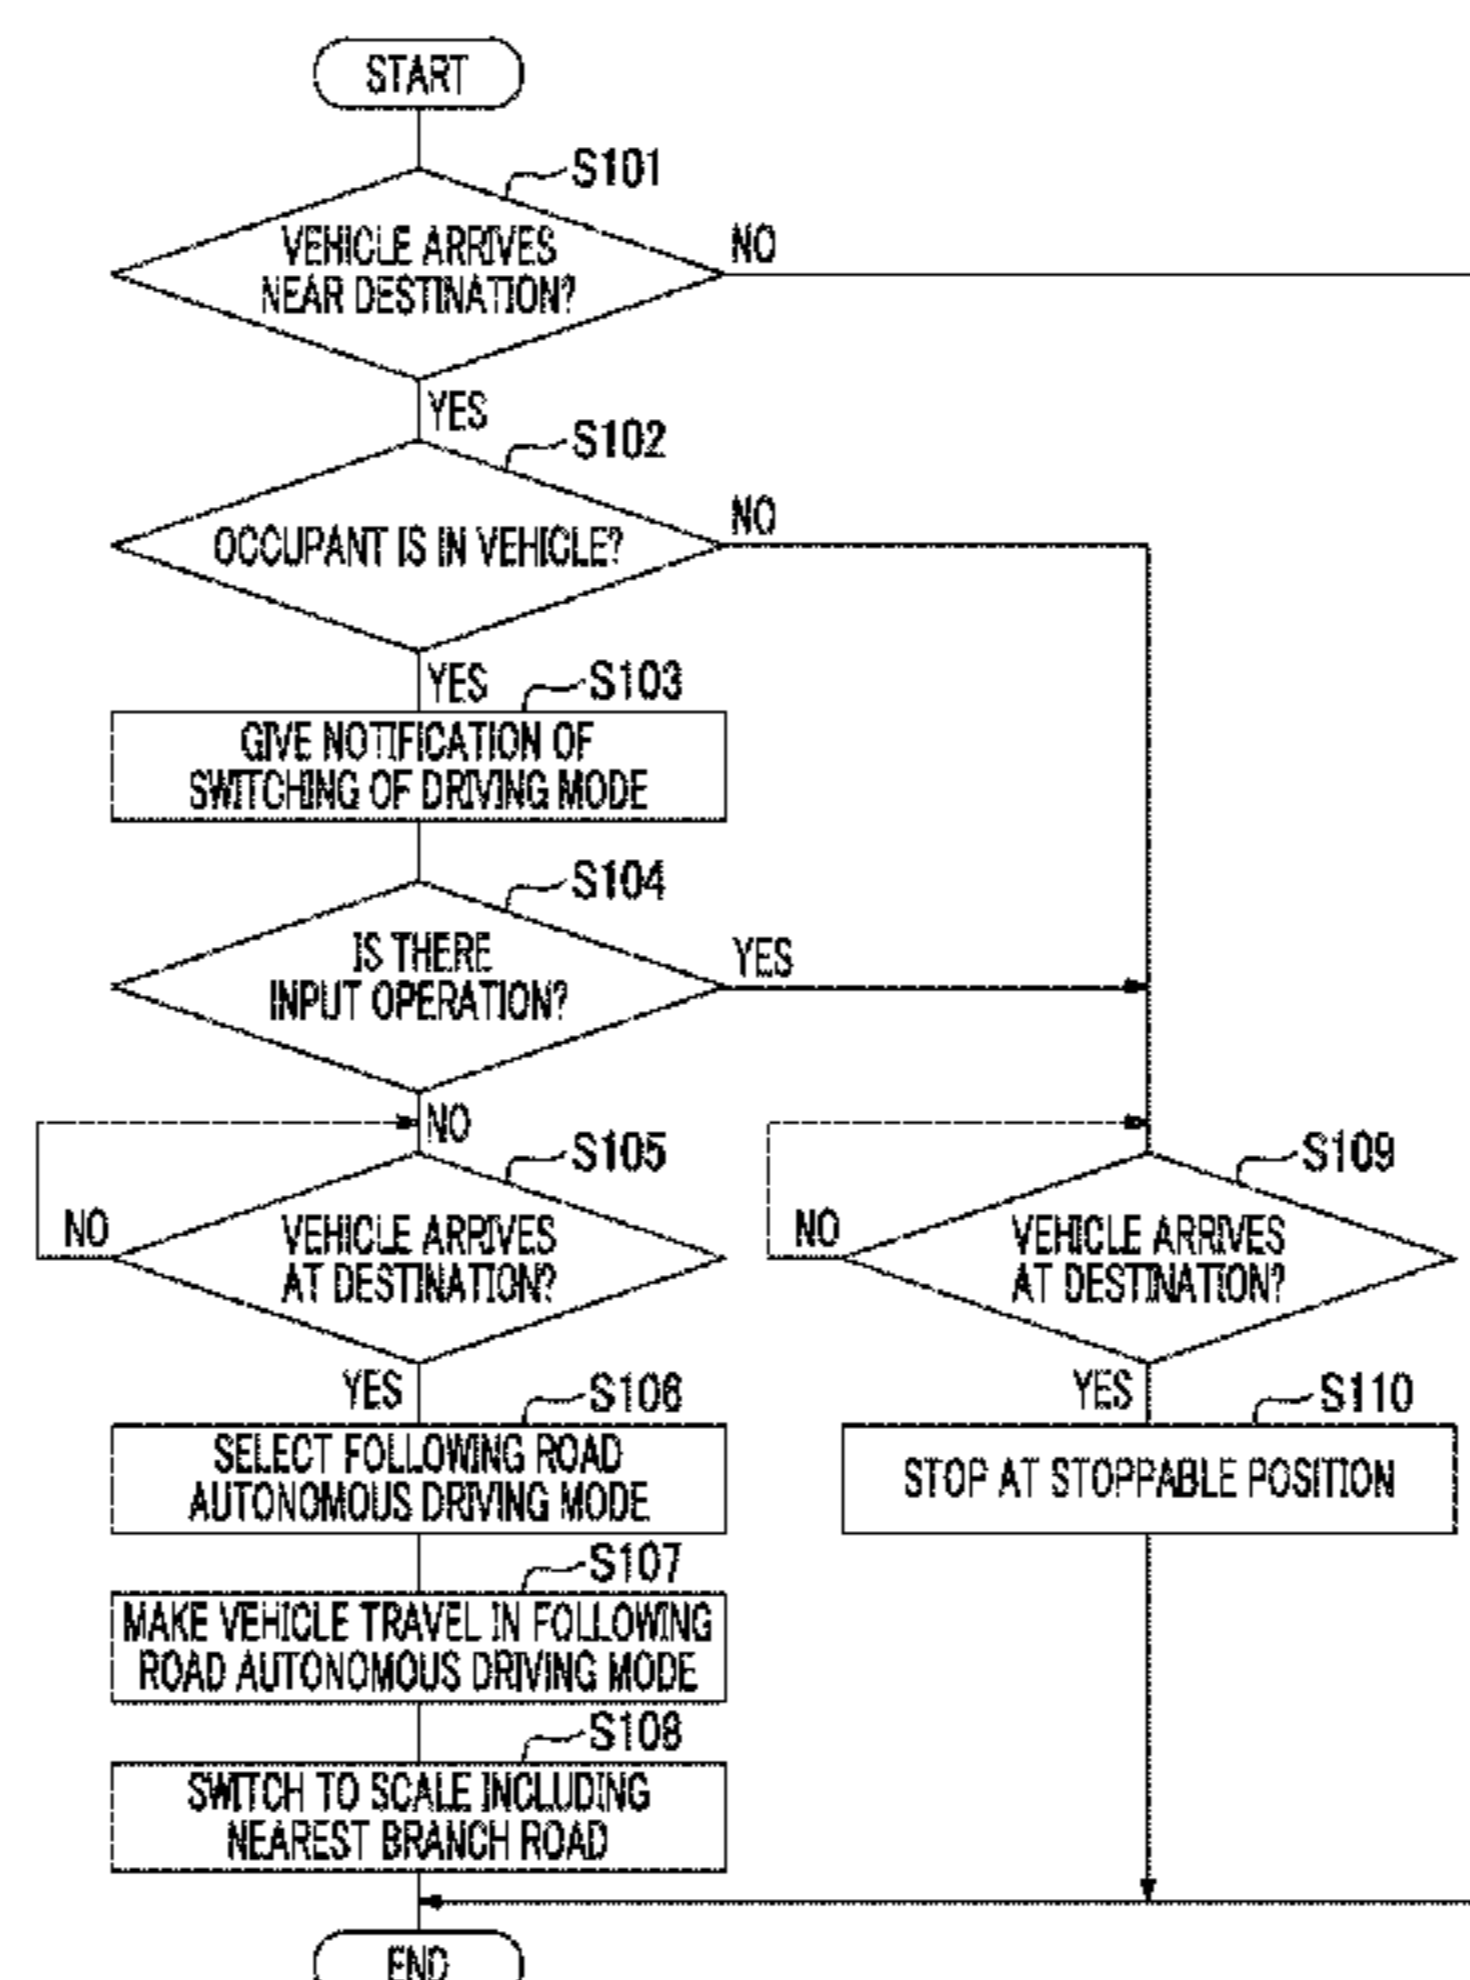 START
S101
VEHICLE ARRIVES
NEAR DESTINATION?
NO
YES
S102
OCCUPANT IS IN VEHICLE?
NO
YES
S103
GIVE NOTIFICATION OF
SWITCHING OF DRIVING MODE
S104
IS THERE
INPUT OPERATION?
YES
NO
S105
VEHICLE ARRIVES
AT DESTINATION?
NO
YES
S109
VEHICLE ARRIVES
AT DESTINATION?
NO
YES
S106
SELECT FOLLOWING ROAD
AUTONOMOUS DRIVING MODE
S110
STOP AT STOPPABLE POSITION
S107
MAKE VEHICLE TRAVEL IN FOLLOWING
ROAD AUTONOMOUS DRIVING MODE
S108
SWITCH TO SCALE INCLUDING
NEAREST BRANCH ROAD
END